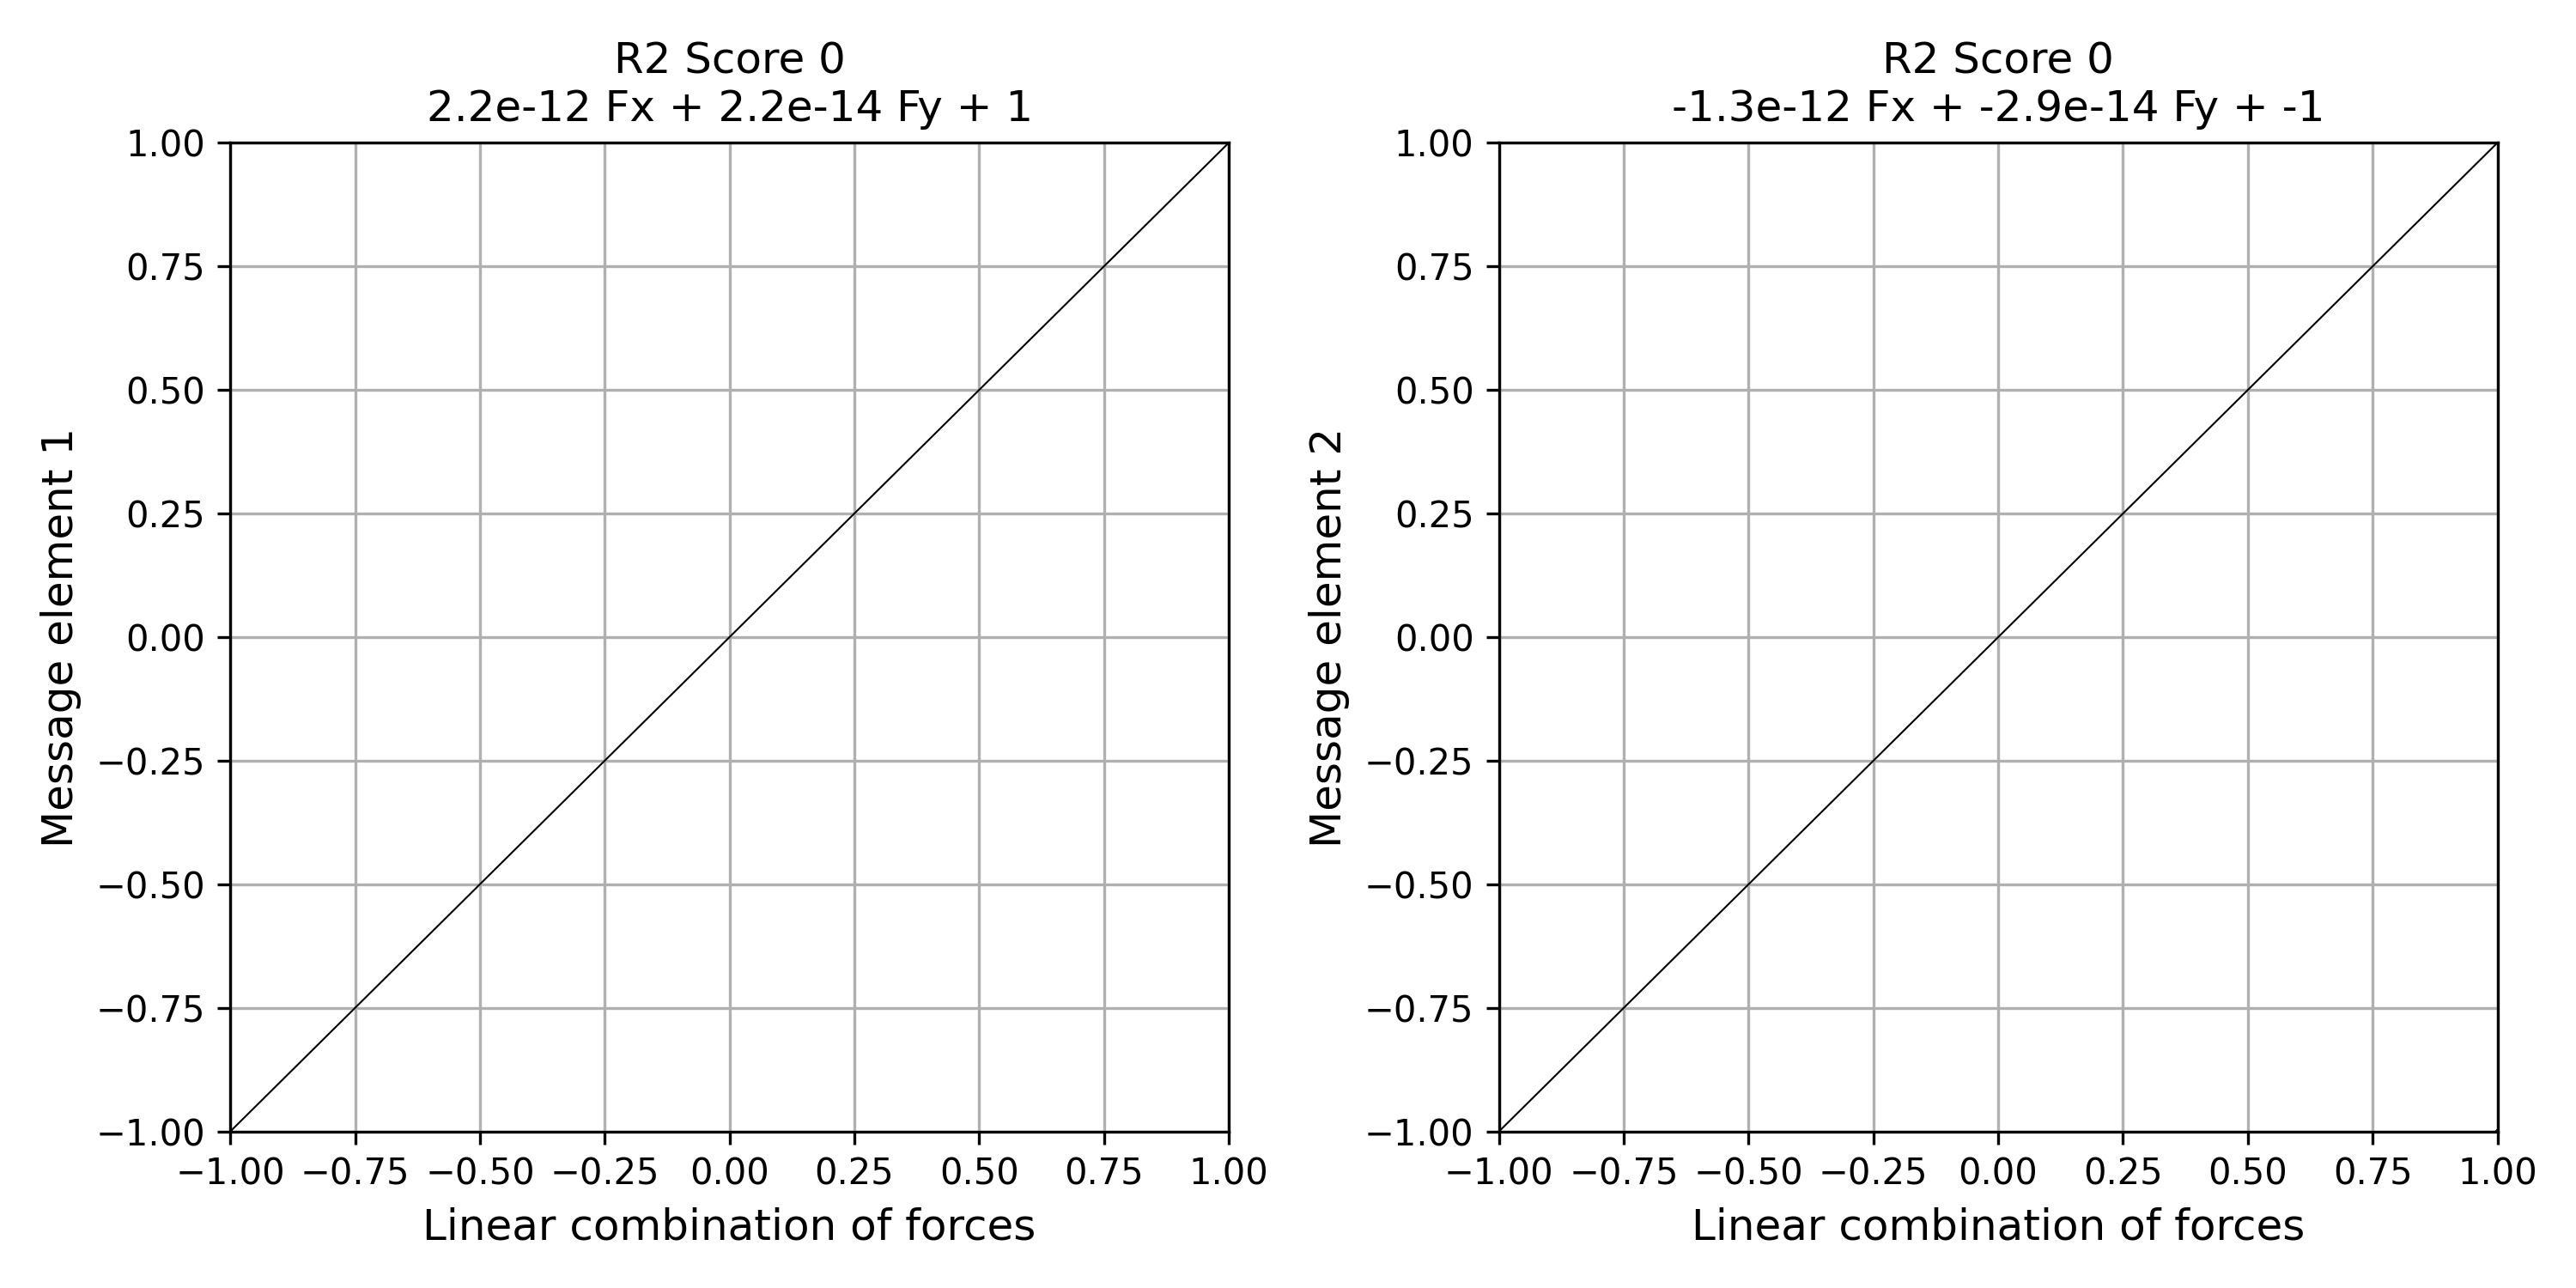 R2 Score 0
2.2e-12 Fx + 2.2e-14 Fy + 1
1.00
0.75
0.50
0.25
0.00
−0.25
−0.50
−0.75
−1.00
Message element 1
−1.00 −0.75 −0.50 −0.25 0.00 0.25 0.50 0.75 1.00
Linear combination of forces
R2 Score 0
-1.3e-12 Fx + -2.9e-14 Fy + -1
1.00
0.75
0.50
0.25
0.00
−0.25
−0.50
−0.75
−1.00
Message element 2
−1.00 −0.75 −0.50 −0.25 0.00 0.25 0.50 0.75 1.00
Linear combination of forces